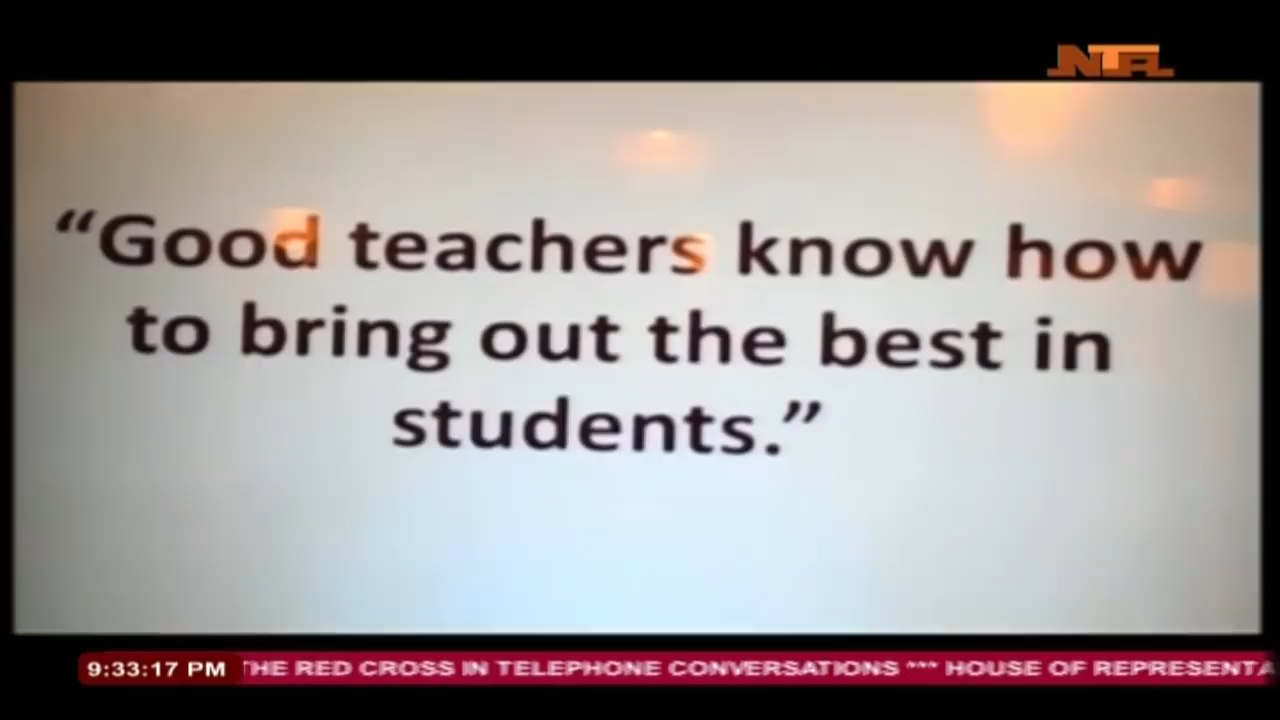 NTA
“Good teachers know how
to bring out the best in
students.”
9:33:17 PM THE RED CROSS IN TELEPHONE CONVERSATIONS *** HOUSE OF REPRESENTA